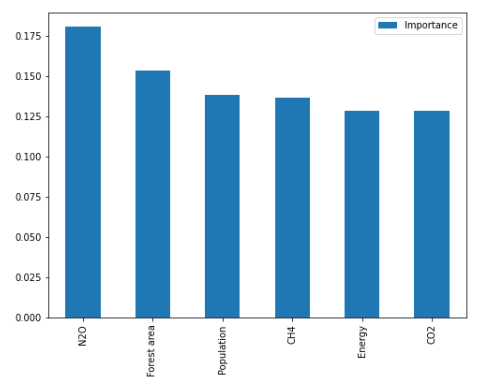 Importance
0.175
0.150
0.125
0.100
0.075
0.050
0.025
0.000
N2O
Forest area
Population
CH4
Energy
CO2